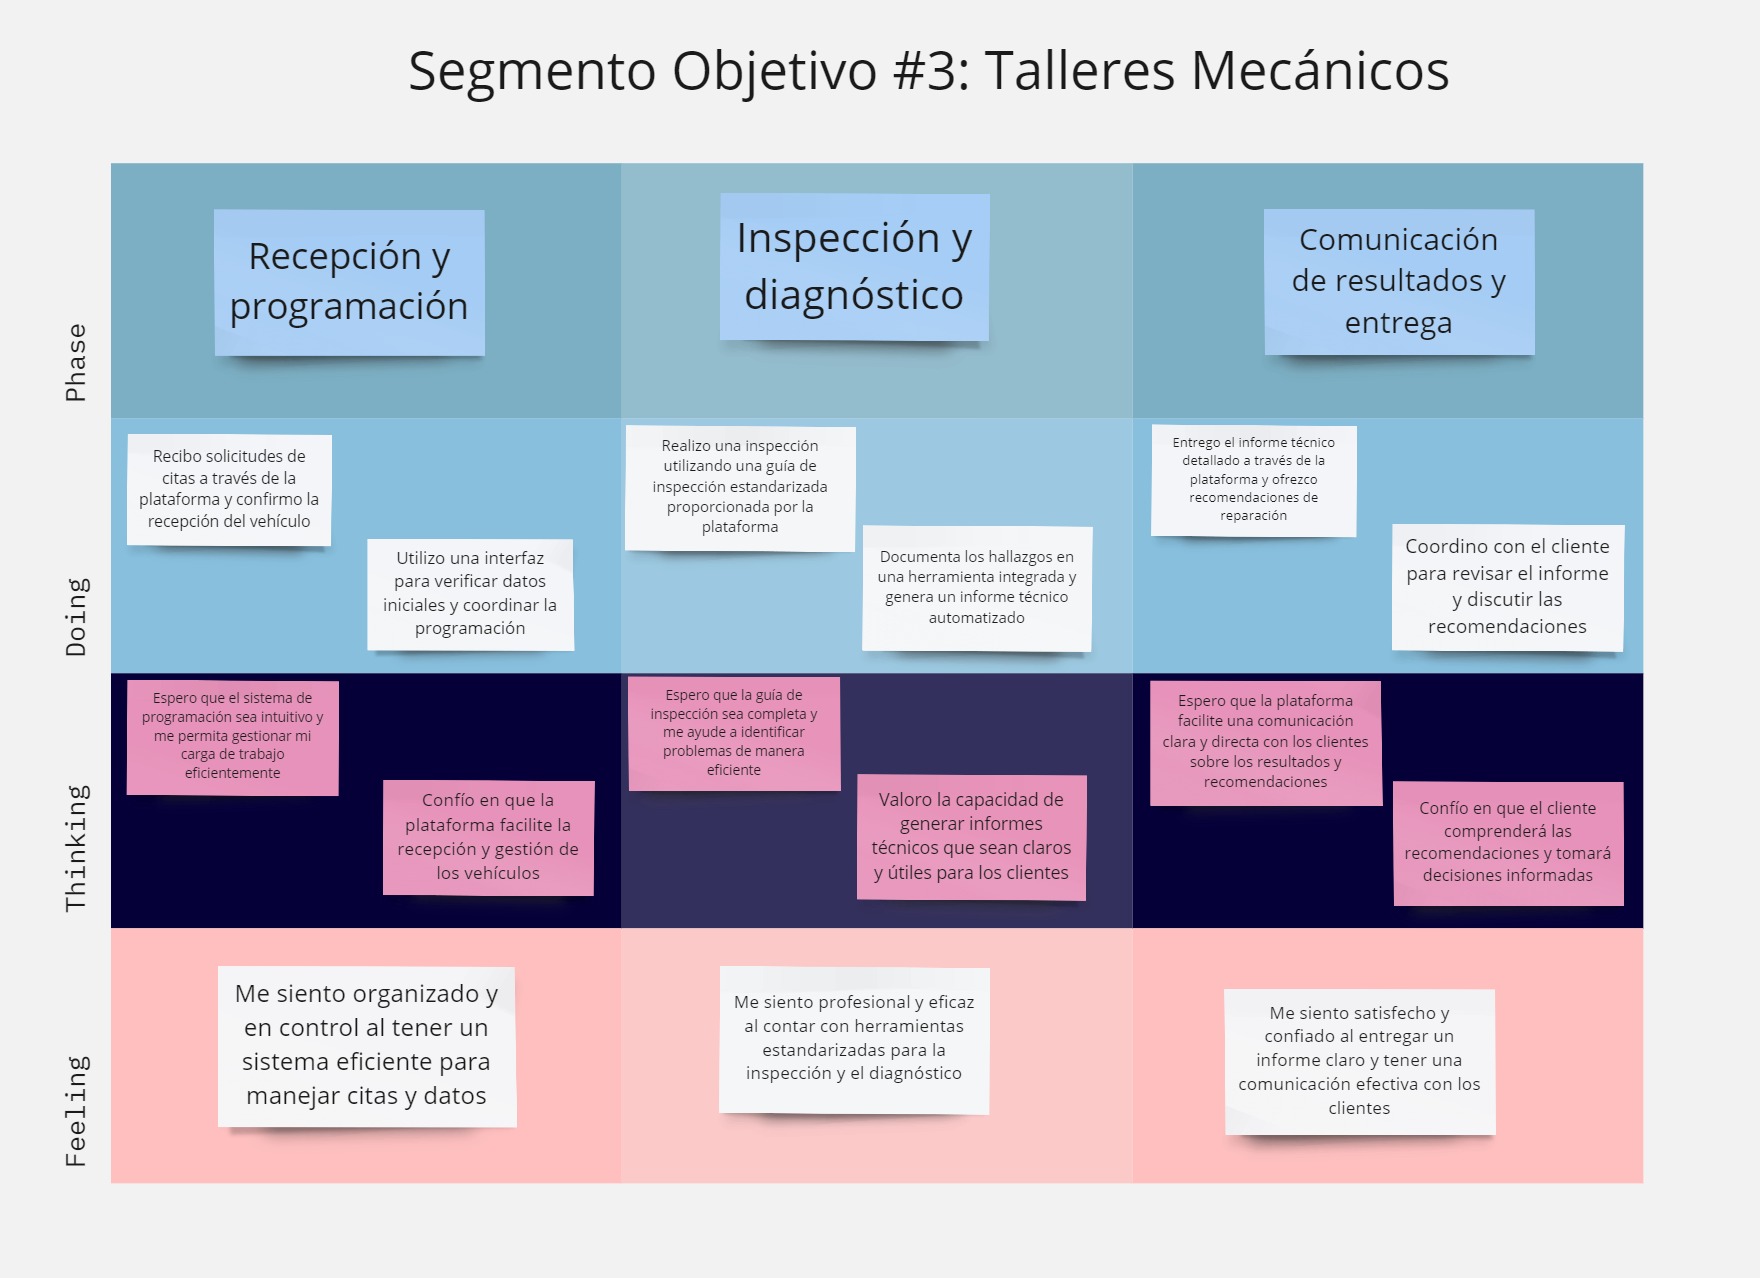 Segmento Objetivo #3: Talleres Mecánicos
Phase
Recepción y
programación
Inspección y
diagnóstico
Comunicación
de resultados y
entrega
Doing
Recibo solicitudes de
citas a través de la
plataforma y confirmo la
recepción del vehículo
Utilizo una interfaz
para verificar datos
iniciales y coordinar la
programación
Realizo una inspección
utilizando una guía de
inspección estandarizada
proporcionada por la
plataforma
Documenta los hallazgos en
una herramienta integrada y
genera un informe técnico
automatizado
Entrego el informe técnico
detallado a través de la
plataforma y ofrezco
recomendaciones de
reparación
Coordino con el cliente
para revisar el informe
y discutir las
recomendaciones
Thinking
Espero que el sistema de
programación sea intuitivo y
me permita gestionar mi
carga de trabajo
eficientemente
Confío en que la
plataforma facilite la
recepción y gestión de
los vehículos
Espero que la guía de
inspección sea completa y
me ayude a identificar
problemas de manera
eficiente
Valoro la capacidad de
generar informes
técnicos que sean claros
y útiles para los clientes
Espero que la plataforma
facilite una comunicación
clara y directa con los clientes
sobre los resultados y
recomendaciones
Confío en que el cliente
comprenderá las
recomendaciones y tomará
decisiones informadas
Feeling
Me siento organizado y
en control al tener un
sistema eficiente para
manejar citas y datos
Me siento profesional y eficaz
al contar con herramientas
estandarizadas para la
inspección y el diagnóstico
Me siento satisfecho y
confiado al entregar un
informe claro y tener una
comunicación efectiva con los
clientes